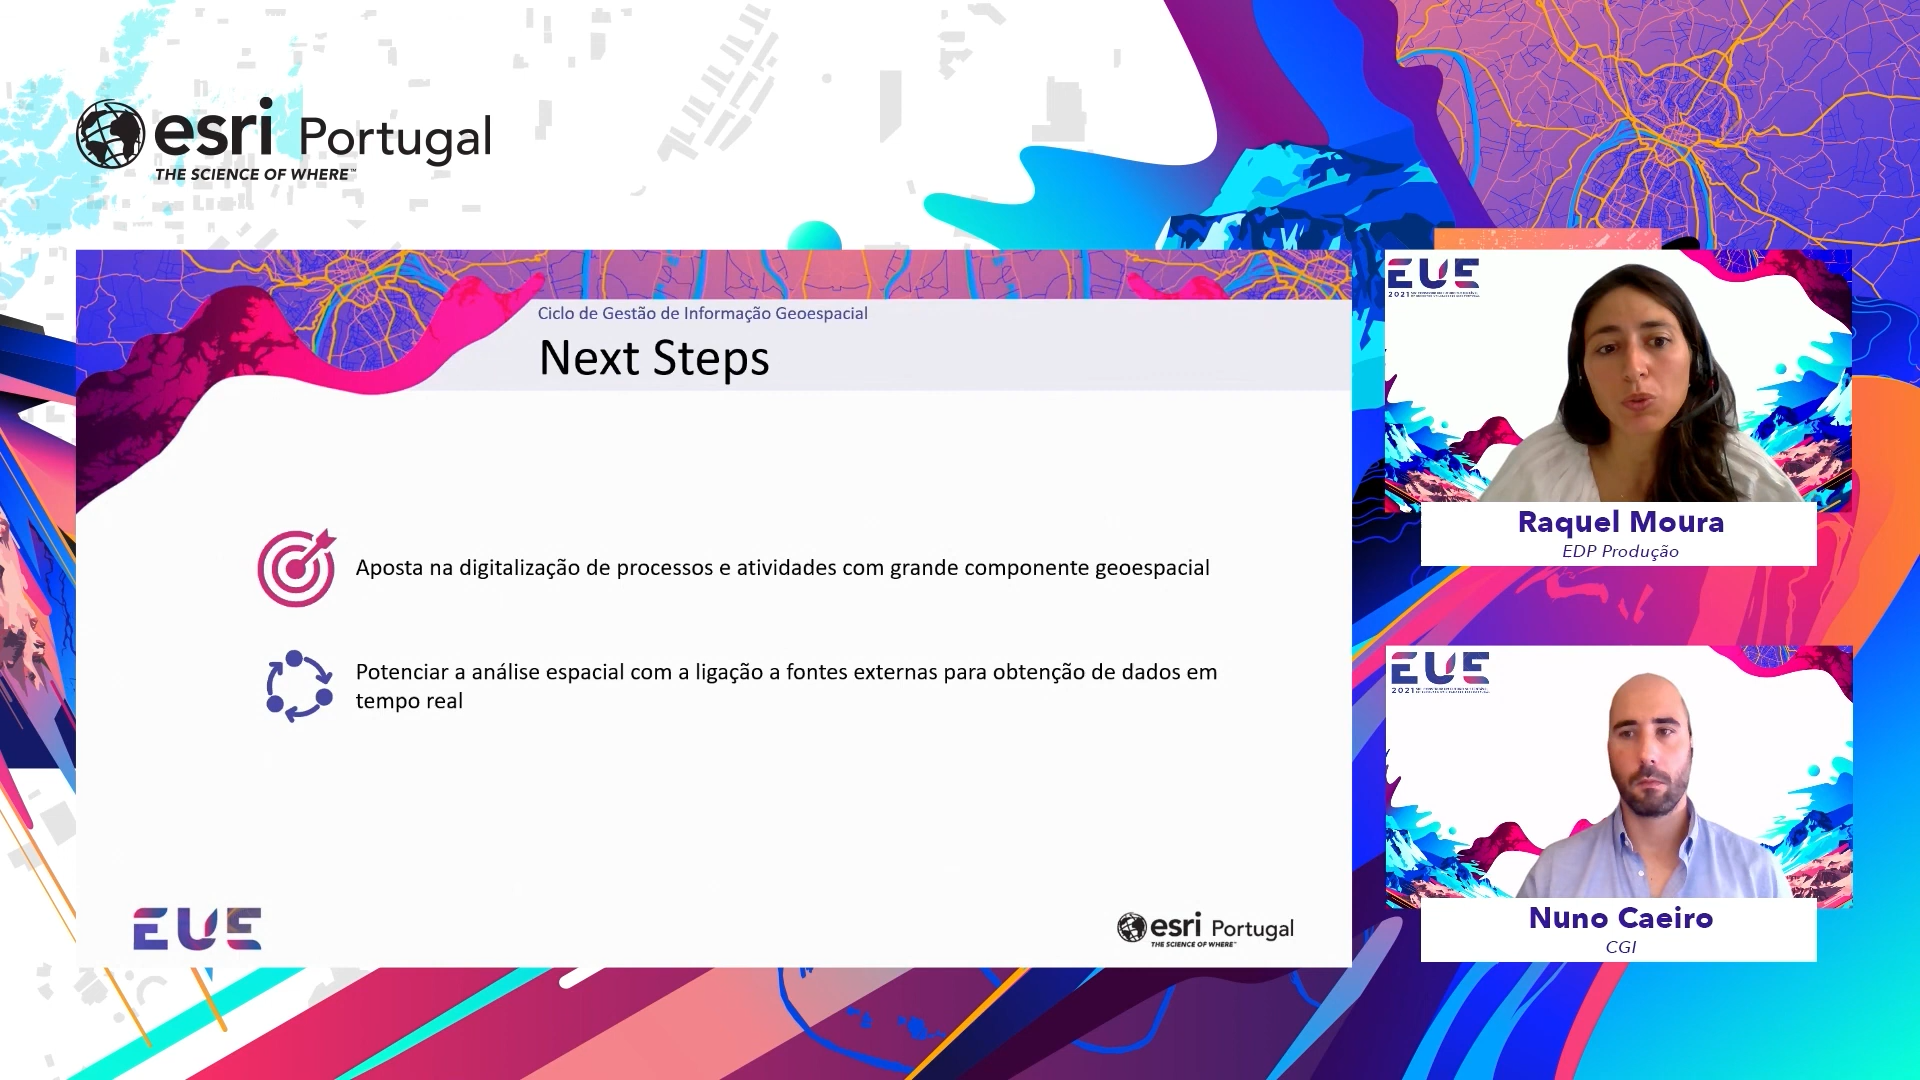 esri Portugal
THE SCIENCE OF WHERE™
Ciclo de Gestão de Informação Geoespacial
Next Steps
Aposta na digitalização de processos e atividades com grande componente geoespacial
Potenciar a análise espacial com a ligação a fontes externas para obtenção de dados em
tempo real
EUE
esri Portugal
THE SCIENCE OF WHERE™
EUE
2021
Raquel Moura
EDP Produção
EUE
2021
Nuno Caeiro
CGI